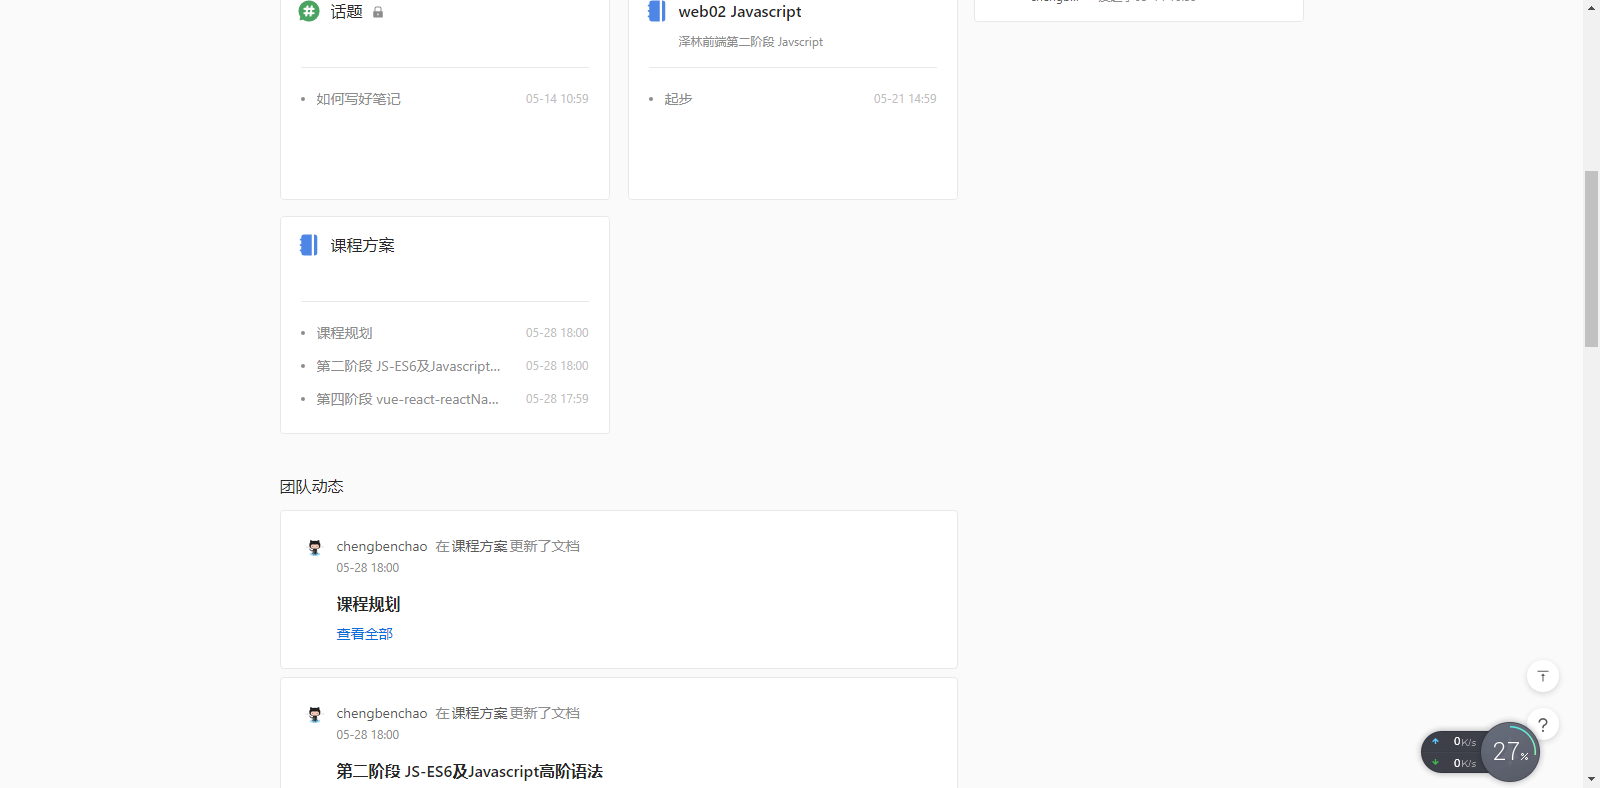 话题
web02 Javascript
泽林前端第二阶段 Javscript
如何写好笔记
05-14 10:59
起步
05-21 14:59
课程方案
课程规划
05-28 18:00
第二阶段 JS-ES6及Javascript...
05-28 18:00
第四阶段 vue-react-reactNa...
05-28 17:59
团队动态
chengbenchao 在 课程方案 更新了文档
05-28 18:00
课程规划
查看全部
chengbenchao 在 课程方案 更新了文档
05-28 18:00
第二阶段 JS-ES6及Javascript高阶语法
?
0K/s
0K/s
27%